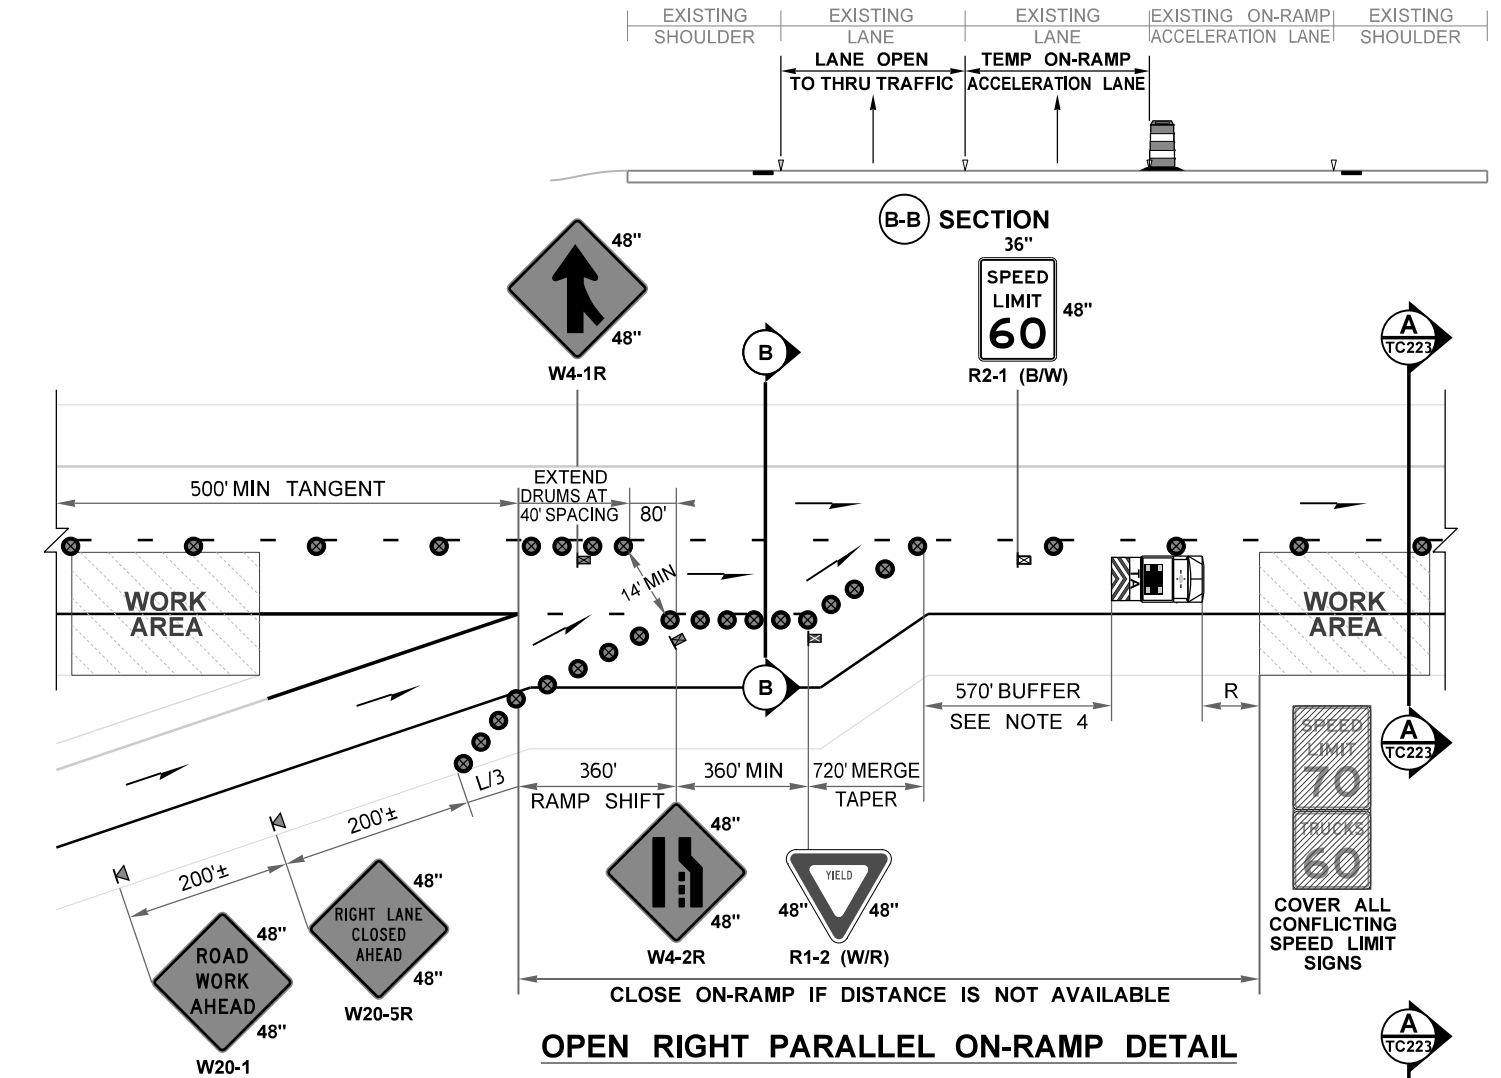 EXISTING SHOULDER
EXISTING LANE
EXISTING LANE
EXISTING ON-RAMP ACCELERATION LANE
EXISTING SHOULDER
LANE OPEN
TO THRU TRAFFIC
TEMP ON-RAMP
ACCELERATION LANE
B-B SECTION
48"
48"
W4-1R
36"
SPEED
LIMIT
60
48"
R2-1 (B/W)
B
A
TC223
500' MIN TANGENT
EXTEND
DRUMS AT
40' SPACING
80'
14' MIN
WORK
AREA
WORK
AREA
B
570' BUFFER
SEE NOTE 4
R
A
TC223
SPEED
LIMIT
70
TRUCKS
60
COVER ALL
CONFLICTING
SPEED LIMIT
SIGNS
L/3
360'
RAMP SHIFT
360' MIN
720' MERGE
TAPER
200'±
200'±
ROAD
WORK
AHEAD
48"
48"
W20-1
RIGHT LANE
CLOSED
AHEAD
48"
48"
W20-5R
48"
48"
W4-2R
YIELD
48"
48"
R1-2 (W/R)
CLOSE ON-RAMP IF DISTANCE IS NOT AVAILABLE
OPEN RIGHT PARALLEL ON-RAMP DETAIL
A
TC223